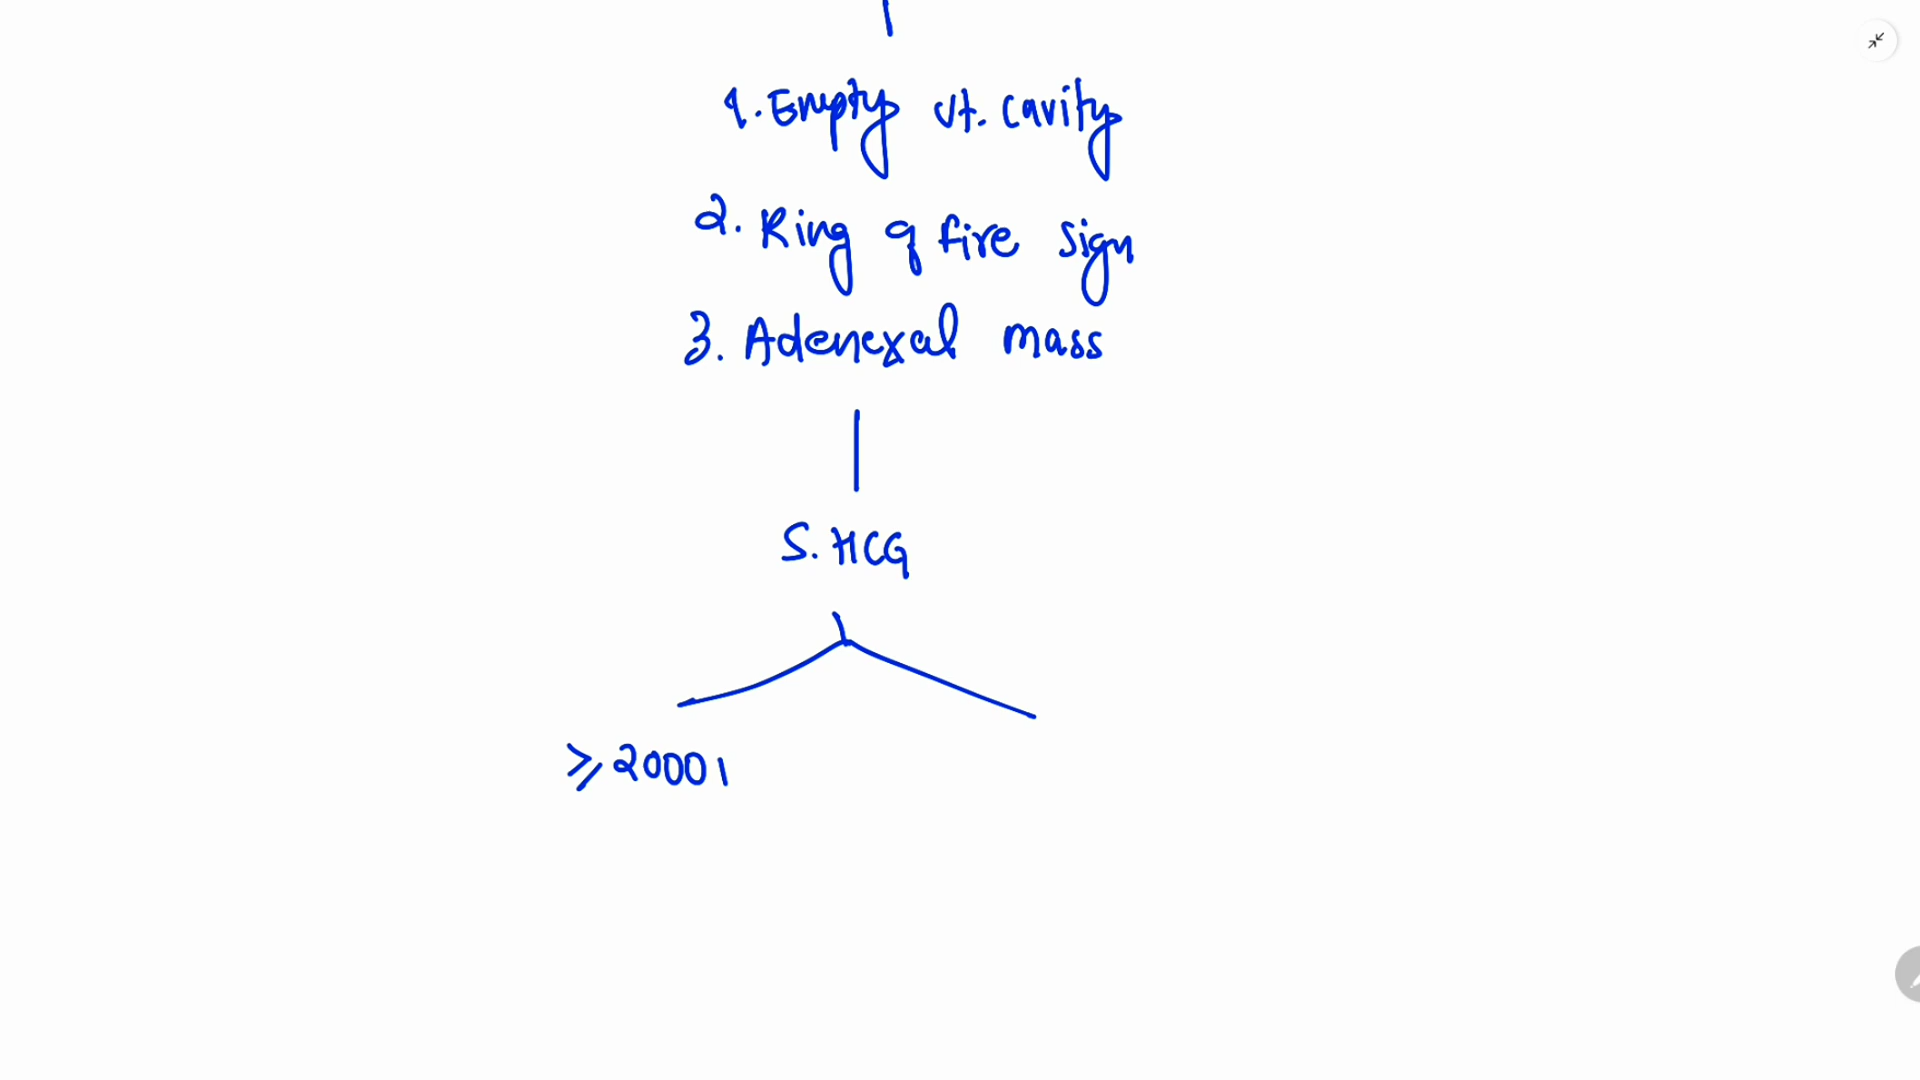 1. Empty Ut. cavity
2. Ring of fire sign
3. Adenexal mass
S. HCG
≥ 2000 I